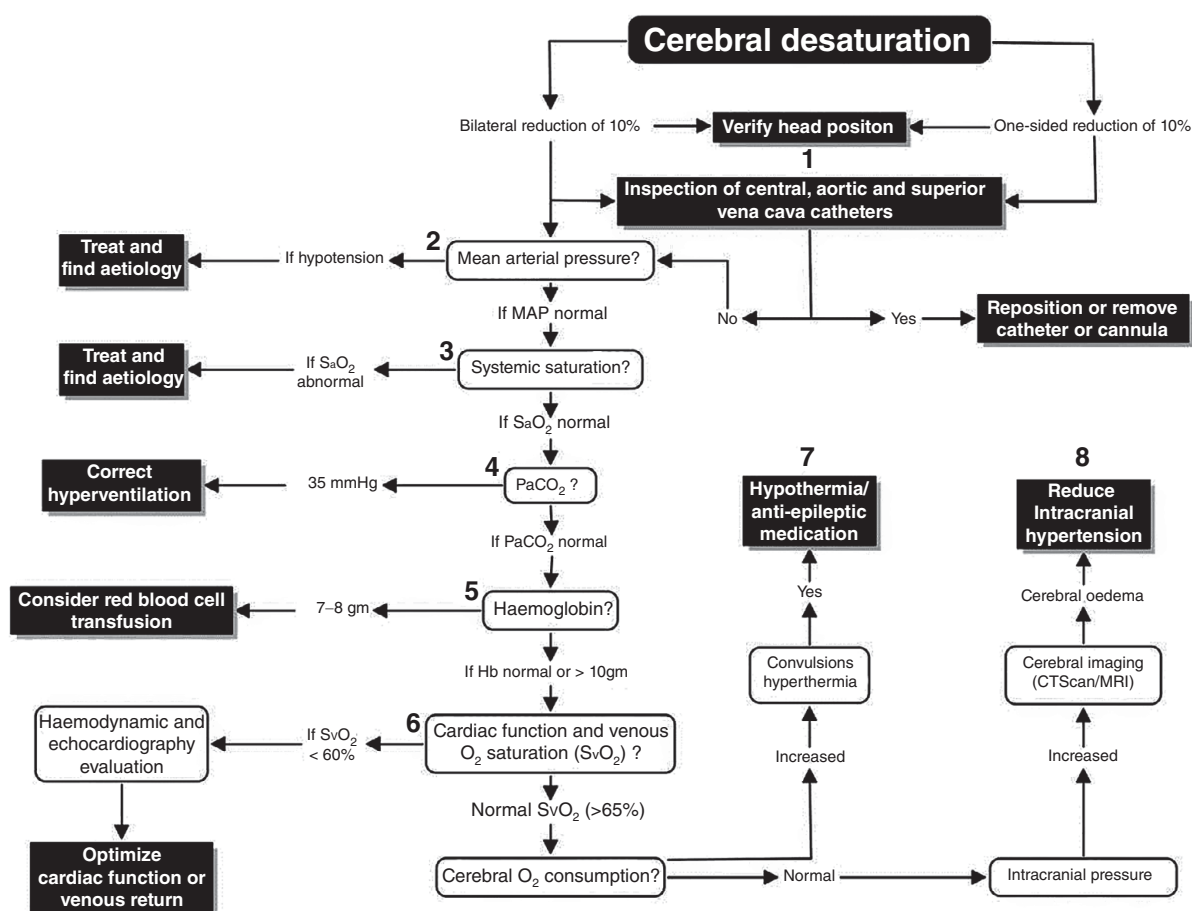 Cerebral desaturation
Bilateral reduction of 10%
Verify head positon
One-sided reduction of 10%
1
Inspection of central, aortic and superior
vena cava catheters
Treat and
find aetiology
If hypotension
2
Mean arterial pressure?
No
Yes
Reposition or remove
catheter or cannula
If MAP normal
Treat and
find aetiology
If SaO₂
abnormal
3
Systemic saturation?
If SaO₂ normal
Correct
hyperventilation
35 mmHg
4
PaCO₂ ?
If PaCO₂ normal
Consider red blood cell
transfusion
7–8 gm
5
Haemoglobin?
If Hb normal or > 10gm
Haemodynamic and
echocardiography
evaluation
If SvO₂
< 60%
6
Cardiac function and venous
O₂ saturation (SvO₂) ?
Optimize
cardiac function or
venous return
Normal SvO₂ (>65%)
Cerebral O₂ consumption?
7
Hypothermia/
anti-epileptic
medication
Yes
Convulsions
hyperthermia
Increased
Normal
8
Reduce
Intracranial
hypertension
Cerebral oedema
Cerebral imaging
(CTScan/MRI)
Increased
Intracranial pressure